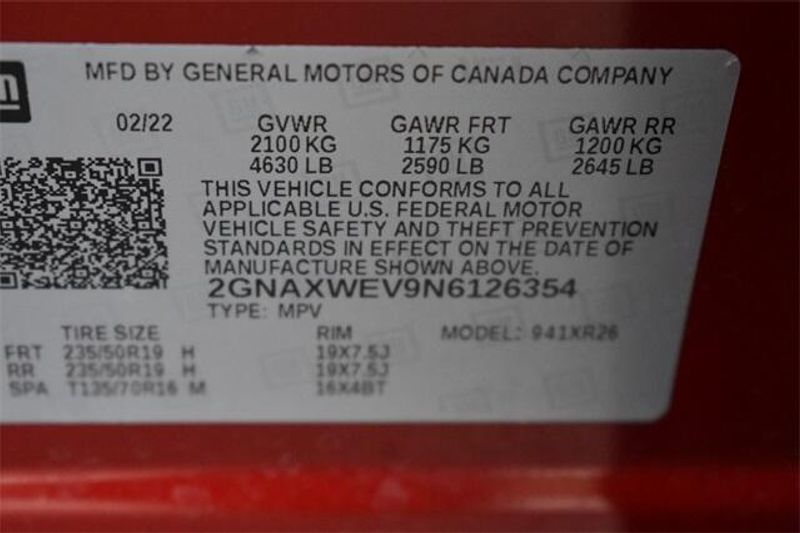 MFD BY GENERAL MOTORS OF CANADA COMPANY
02/22 GVWR GAWR FRT GAWR RR
2100 KG 1175 KG 1200 KG
4630 LB 2590 LB 2645 LB
THIS VEHICLE CONFORMS TO ALL
APPLICABLE U.S. FEDERAL MOTOR
VEHICLE SAFETY AND THEFT PREVENTION
STANDARDS IN EFFECT ON THE DATE OF
MANUFACTURE SHOWN ABOVE.
2GNAXWEV9N6126354
TYPE: MPV
TIRE SIZE RIM MODEL: 941XR26
FRT 235/50R19 H 19X7.5J
RR 235/50R19 H 19X7.5J
SPA T135/70R16 M 16X4BT